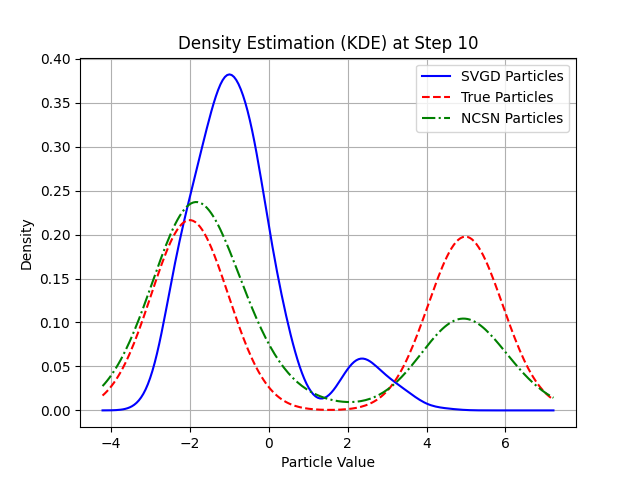 Density Estimation (KDE) at Step 10
SVGD Particles
True Particles
NCSN Particles
Density
0.40
0.35
0.30
0.25
0.20
0.15
0.10
0.05
0.00
−4
−2
0
2
4
6
Particle Value